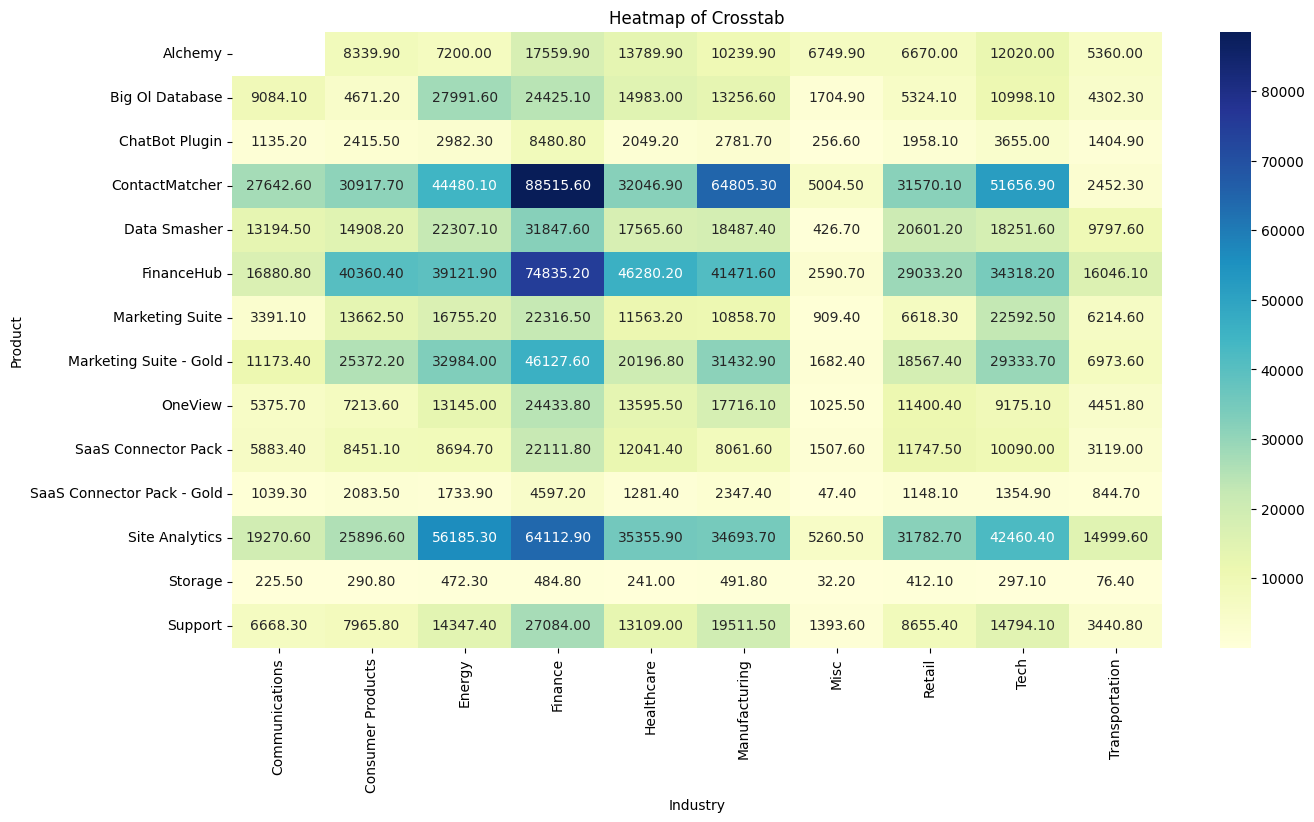 Heatmap of Crosstab
Product
Alchemy 8339.90 7200.00 17559.90 13789.90 10239.90 6749.90 6670.00 12020.00 5360.00
Big Ol Database 9084.10 4671.20 27991.60 24425.10 14983.00 13256.60 1704.90 5324.10 10998.10 4302.30
ChatBot Plugin 1135.20 2415.50 2982.30 8480.80 2049.20 2781.70 256.60 1958.10 3655.00 1404.90
ContactMatcher 27642.60 30917.70 44480.10 88515.60 32046.90 64805.30 5004.50 31570.10 51656.90 2452.30
Data Smasher 13194.50 14908.20 22307.10 31847.60 17565.60 18487.40 426.70 20601.20 18251.60 9797.60
FinanceHub 16880.80 40360.40 39121.90 74835.20 46280.20 41471.60 2590.70 29033.20 34318.20 16046.10
Marketing Suite 3391.10 13662.50 16755.20 22316.50 11563.20 10858.70 909.40 6618.30 22592.50 6214.60
Marketing Suite - Gold 11173.40 25372.20 32984.00 46127.60 20196.80 31432.90 1682.40 18567.40 29333.70 6973.60
OneView 5375.70 7213.60 13145.00 24433.80 13595.50 17716.10 1025.50 11400.40 9175.10 4451.80
SaaS Connector Pack 5883.40 8451.10 8694.70 22111.80 12041.40 8061.60 1507.60 11747.50 10090.00 3119.00
SaaS Connector Pack - Gold 1039.30 2083.50 1733.90 4597.20 1281.40 2347.40 47.40 1148.10 1354.90 844.70
Site Analytics 19270.60 25896.60 56185.30 64112.90 35355.90 34693.70 5260.50 31782.70 42460.40 14999.60
Storage 225.50 290.80 472.30 484.80 241.00 491.80 32.20 412.10 297.10 76.40
Support 6668.30 7965.80 14347.40 27084.00 13109.00 19511.50 1393.60 8655.40 14794.10 3440.80
Communications
Consumer Products
Energy
Finance
Healthcare
Manufacturing
Misc
Retail
Tech
Transportation
Industry
80000
70000
60000
50000
40000
30000
20000
10000